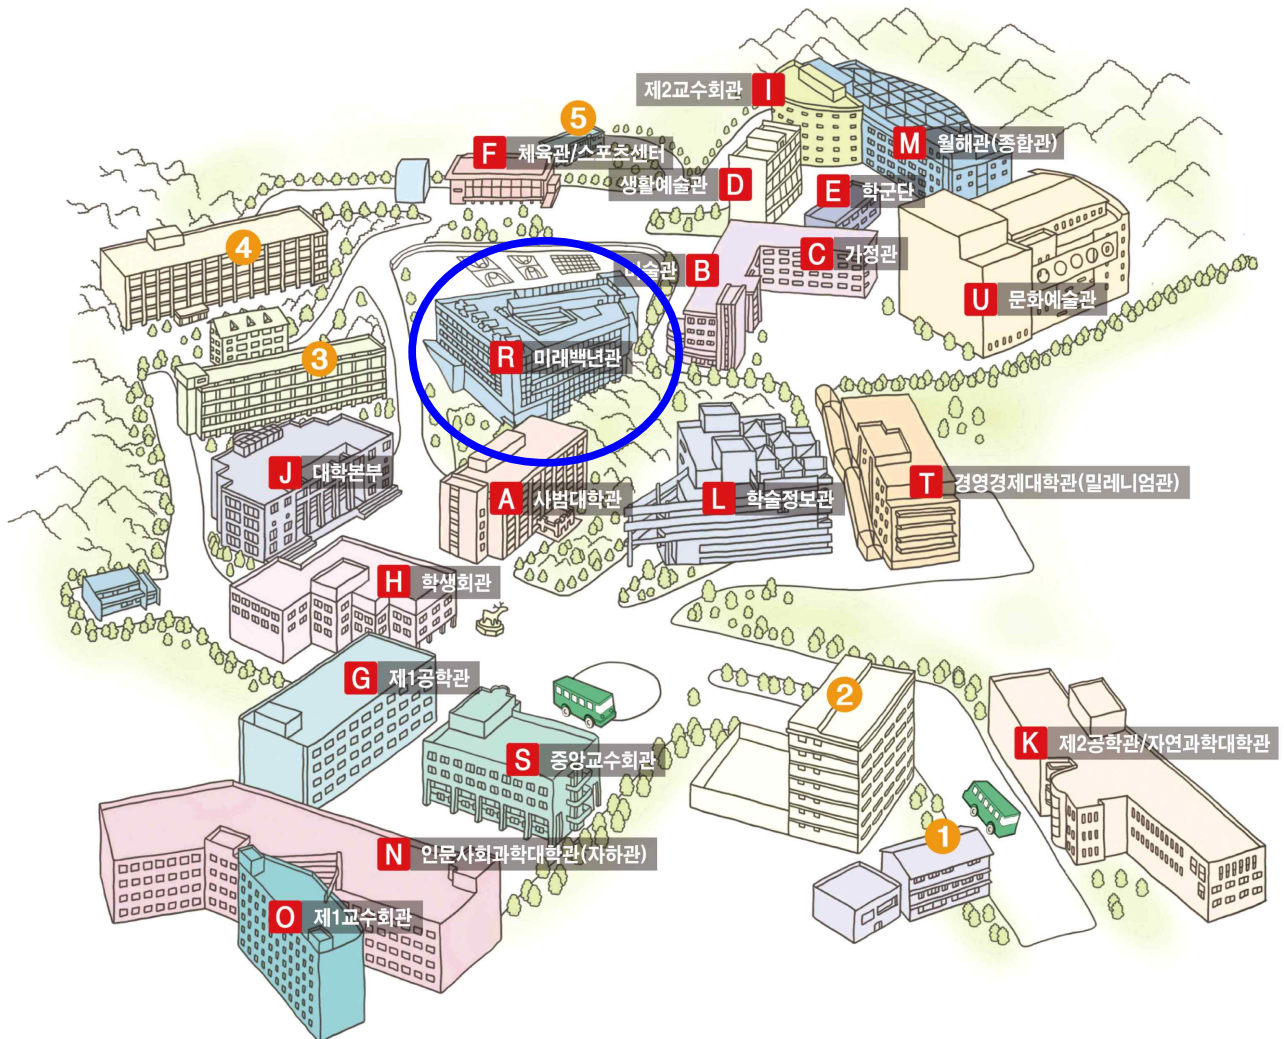 I 제2교수회관
M 월해관(종합관)
5
F 체육관/스포츠센터
D 생활예술관
E 학군단
4
C 가정관
B 미술관
U 문화예술관
3
R 미래백년관
J 대학본부
A 사범대학관
L 학술정보관
T 경영경제대학관(밀레니엄관)
H 학생회관
G 제1공학관
2
K 제2공학관/자연과학대학관
S 중앙교수회관
1
N 인문사회과학대학관(자하관)
O 제1교수회관